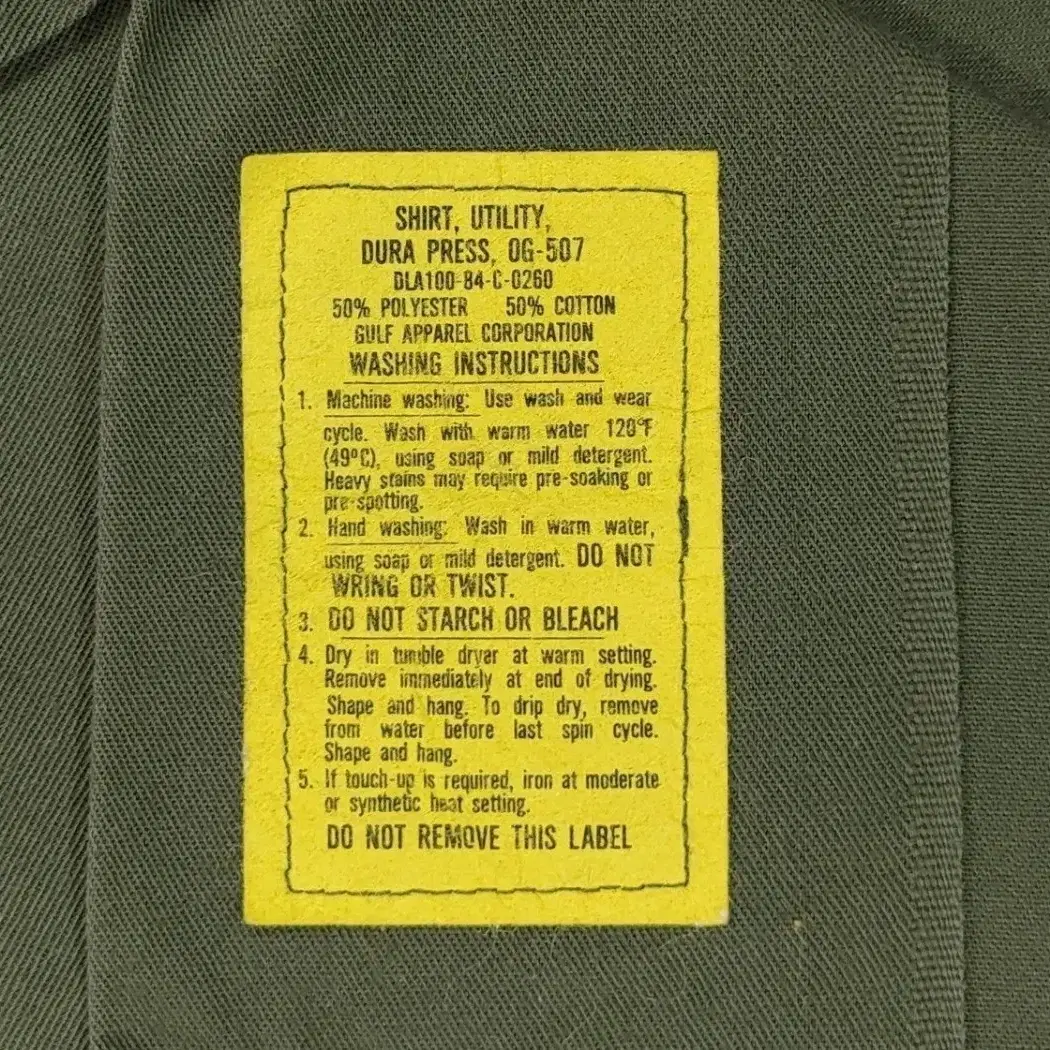 SHIRT, UTILITY,
DURA PRESS, OG-507
DLA100-84-C-0260
50% POLYESTER 50% COTTON
GULF APPAREL CORPORATION
WASHING INSTRUCTIONS
1. Machine washing: Use wash and wear
cycle. Wash with warm water 120°F
(49°C), using soap or mild detergent.
Heavy stains may require pre-soaking or
pre-spotting.
2. Hand washing: Wash in warm water,
using soap or mild detergent. DO NOT
WRING OR TWIST.
3. DO NOT STARCH OR BLEACH
4. Dry in tumble dryer at warm setting.
Remove immediately at end of drying.
Shape and hang. To drip dry, remove
from water before last spin cycle.
Shape and hang.
5. If touch-up is required, iron at moderate
or synthetic heat setting.
DO NOT REMOVE THIS LABEL